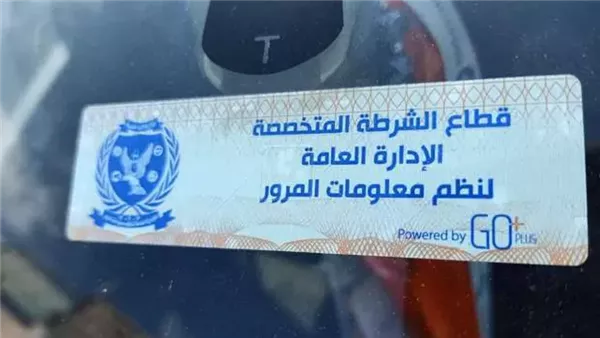 T
قطاع الشرطة المتخصصة
الإدارة العامة
لنظم معلومات المرور
Powered by GO+ PLUS